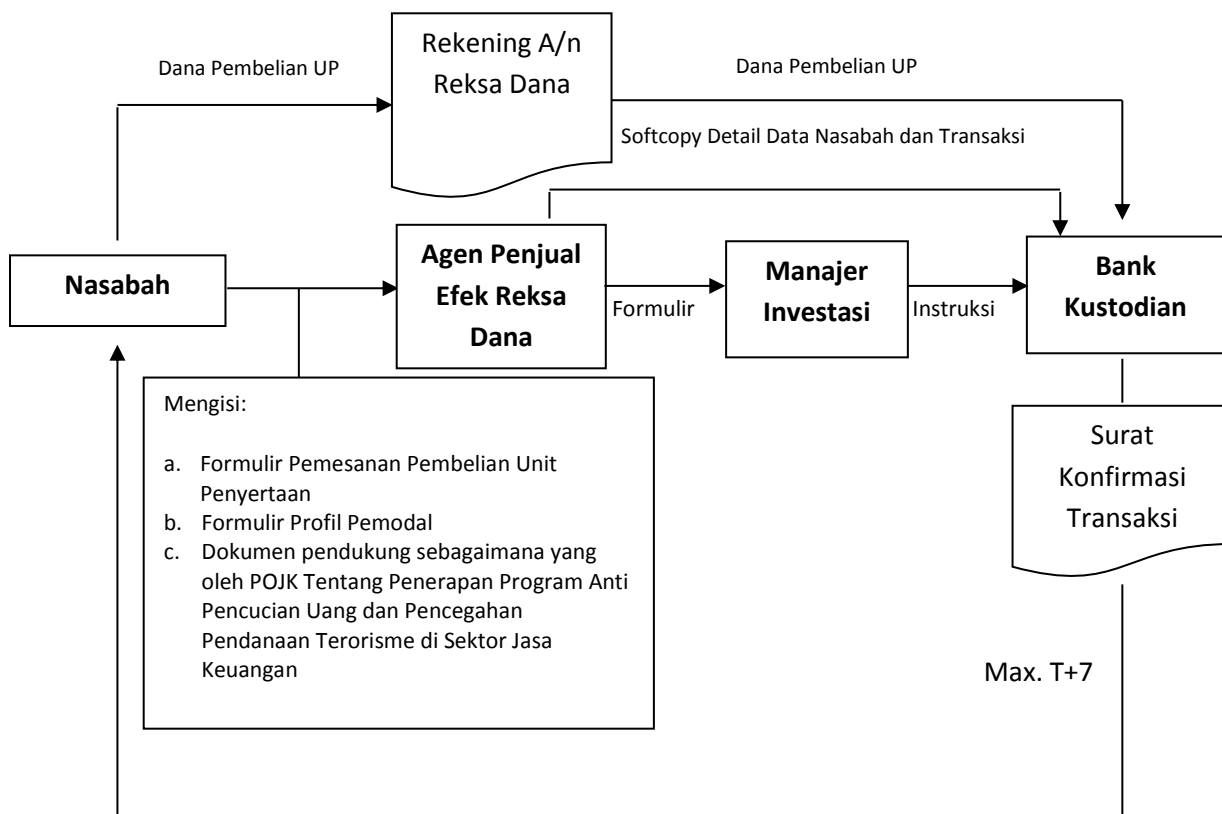 Rekening A/n
Reksa Dana
Dana Pembelian UP
Dana Pembelian UP
Softcopy Detail Data Nasabah dan Transaksi
Nasabah
Agen Penjual
Efek Reksa
Dana
Formulir
Manajer
Investasi
Instruksi
Bank
Kustodian
Mengisi:
a. Formulir Pemesanan Pembelian Unit
Penyertaan
b. Formulir Profil Pemodal
c. Dokumen pendukung sebagaimana yang
oleh POJK Tentang Penerapan Program Anti
Pencucian Uang dan Pencegahan
Pendanaan Terorisme di Sektor Jasa
Keuangan
Surat
Konfirmasi
Transaksi
Max. T+7